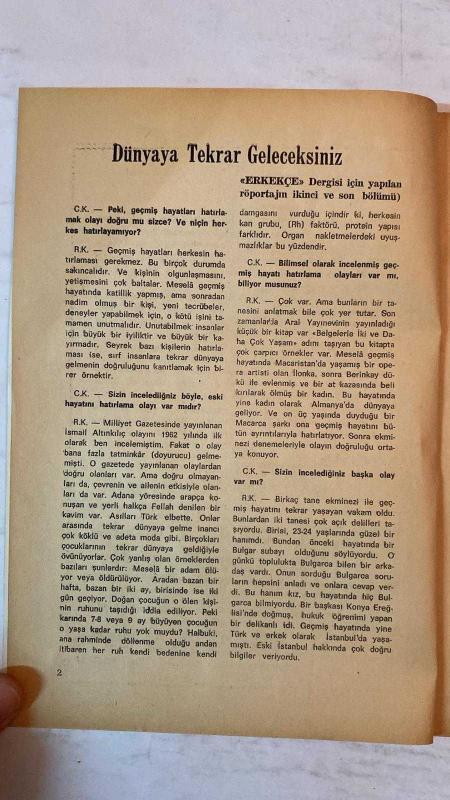 Dünyaya Tekrar Geleceksiniz
«ERKEKÇE» Dergisi için yapılan
röportajın ikinci ve son bölümü)
C.K. — Peki, geçmiş hayatları hatırla-
mak olayı doğru mu sizce? Ve niçin her-
kes hatırlayamıyor?
R.K. — Geçmiş hayatları herkesin ha-
tırlaması gerekmez. Bu birçok durumda
sakıncalıdır. Ve kişinin olgunlaşmasını,
yetişmesini çok baltalar. Meselâ geçmiş
hayatında katillik yapmış, ama sonradan
nadim olmuş bir kişi, yeni tecrübeler,
deneyler yapabilmek için, o kötü işini ta-
mamen unutmalıdır. Unutabilmek insanlar
için büyük bir iyiliktir ve büyük bir ka-
yırmadır. Seyrek bazı kişilerin hatırla-
ması ise, sırf insanlara tekrar dünyaya
gelmenin doğruluğunu kanıtlamak için bi-
rer örnektir.
C.K. — Sizin incelediğiniz böyle, eski
hayatını hatırlama olayı var mıdır?
R.K. — Milliyet Gazetesinde yayınlanan
İsmail Altınkılıç olayını 1962 yılında ilk
olarak ben incelemiştim. Fakat o olay
bana fazla tatminkâr (doyurucu) gelme-
mişti. O gazetede yayınlanan olaylardan
doğru olanları var. Ama doğru olmayan-
ları da, çevrenin ve ailenin etkisiyle olan-
ları da var. Adana yöresinde arapça ko-
nuşan ve yerli halkça Fellah denilen bir
kavim var. Asılları Türk elbette. Onlar
arasında tekrar dünyaya gelme inancı
çok köklü ve adeta moda gibi. Birçokları
çocuklarının tekrar dünyaya geldiğiyle
övünüyorlar. Çok yanlış olan örneklerden
bazıları şunlardır: Meselâ bir adam ölü-
yor veya öldürülüyor. Aradan bazan bir
hafta, bazan bir iki ay, birisinde ise iki
gün geçiyor. Doğan çocuğun o ölen kişi-
nin ruhunu taşıdığı iddia ediliyor. Peki
karında 7-8 veya 9 ay büyüyen çocuğun
o yaşa kadar ruhu yok muydu? Halbuki,
ana rahminde döllenme olduğu andan
itibaren her ruh kendi bedenine kendi
damgasını vurduğu içindir ki, herkesin
kan grubu, (Rh) faktörü, protein yapısı
farklıdır. Organ nakletmelerdeki uyuş-
mazlıklar bu yüzdendir.
C.K. — Bilimsel olarak incelenmiş geç-
miş hayatı hatırlama olayları var mı,
biliyor musunuz?
R.K. — Çok var. Ama bunların bir ta-
nesini anlatmak bile çok yer tutar. Son
zamanlarda Aral Yayınevinin yayınladığı
küçük bir kitap var «Belgelerle İki ve Da-
ha Çok Yaşam» adını taşıyan bu kitapta
çok çarpıcı örnekler var. Meselâ geçmiş
hayatında Macaristan'da yaşamış bir ope-
ra artisti olan İlonka, sonra Berinkay dü-
kü ile evlenmiş ve bir at kazasında beli
kırılarak ölmüş bir kadın. Bu hayatında
yine kadın olarak Almanya'da dünyaya
geliyor. Ve on üç yaşında duyduğu bir
Macarca şarkı ona geçmiş hayatını bü-
tün ayrıntılarıyla hatırlatıyor. Sonra ekmi-
nezi denemeleriyle olayın doğruluğu orta-
ya konuyor.
C.K. — Sizin incelediğiniz başka olay
var mı?
R.K. — Birkaç tane ekminezi ile geç-
miş hayatını tekrar yaşayan vakam oldu.
Bunlardan iki tanesi çok açık delilleri ta-
şıyordu. Birisi, 23-24 yaşlarında güzel bir
hanımdı. Bundan önceki hayatında bir
Bulgar subayı olduğunu söylüyordu. O
günkü toplulukta Bulgarca bilen bir arka-
daş vardı. Onun sorduğu Bulgarca soru-
ların hepsini anladı ve onlara cevap ver-
di. Bu hanım kız, bu hayatında hiç Bul-
garca bilmiyordu. Bir başkası Konya Ereğ-
lisi'nde doğmuş, hukuk öğrenimi yapan
bir delikanlı idi. Geçmiş hayatında yine
Türk ve erkek olarak İstanbul'da yaşa-
mıştı. Eski İstanbul hakkında çok doğru
bilgiler veriyordu.
2